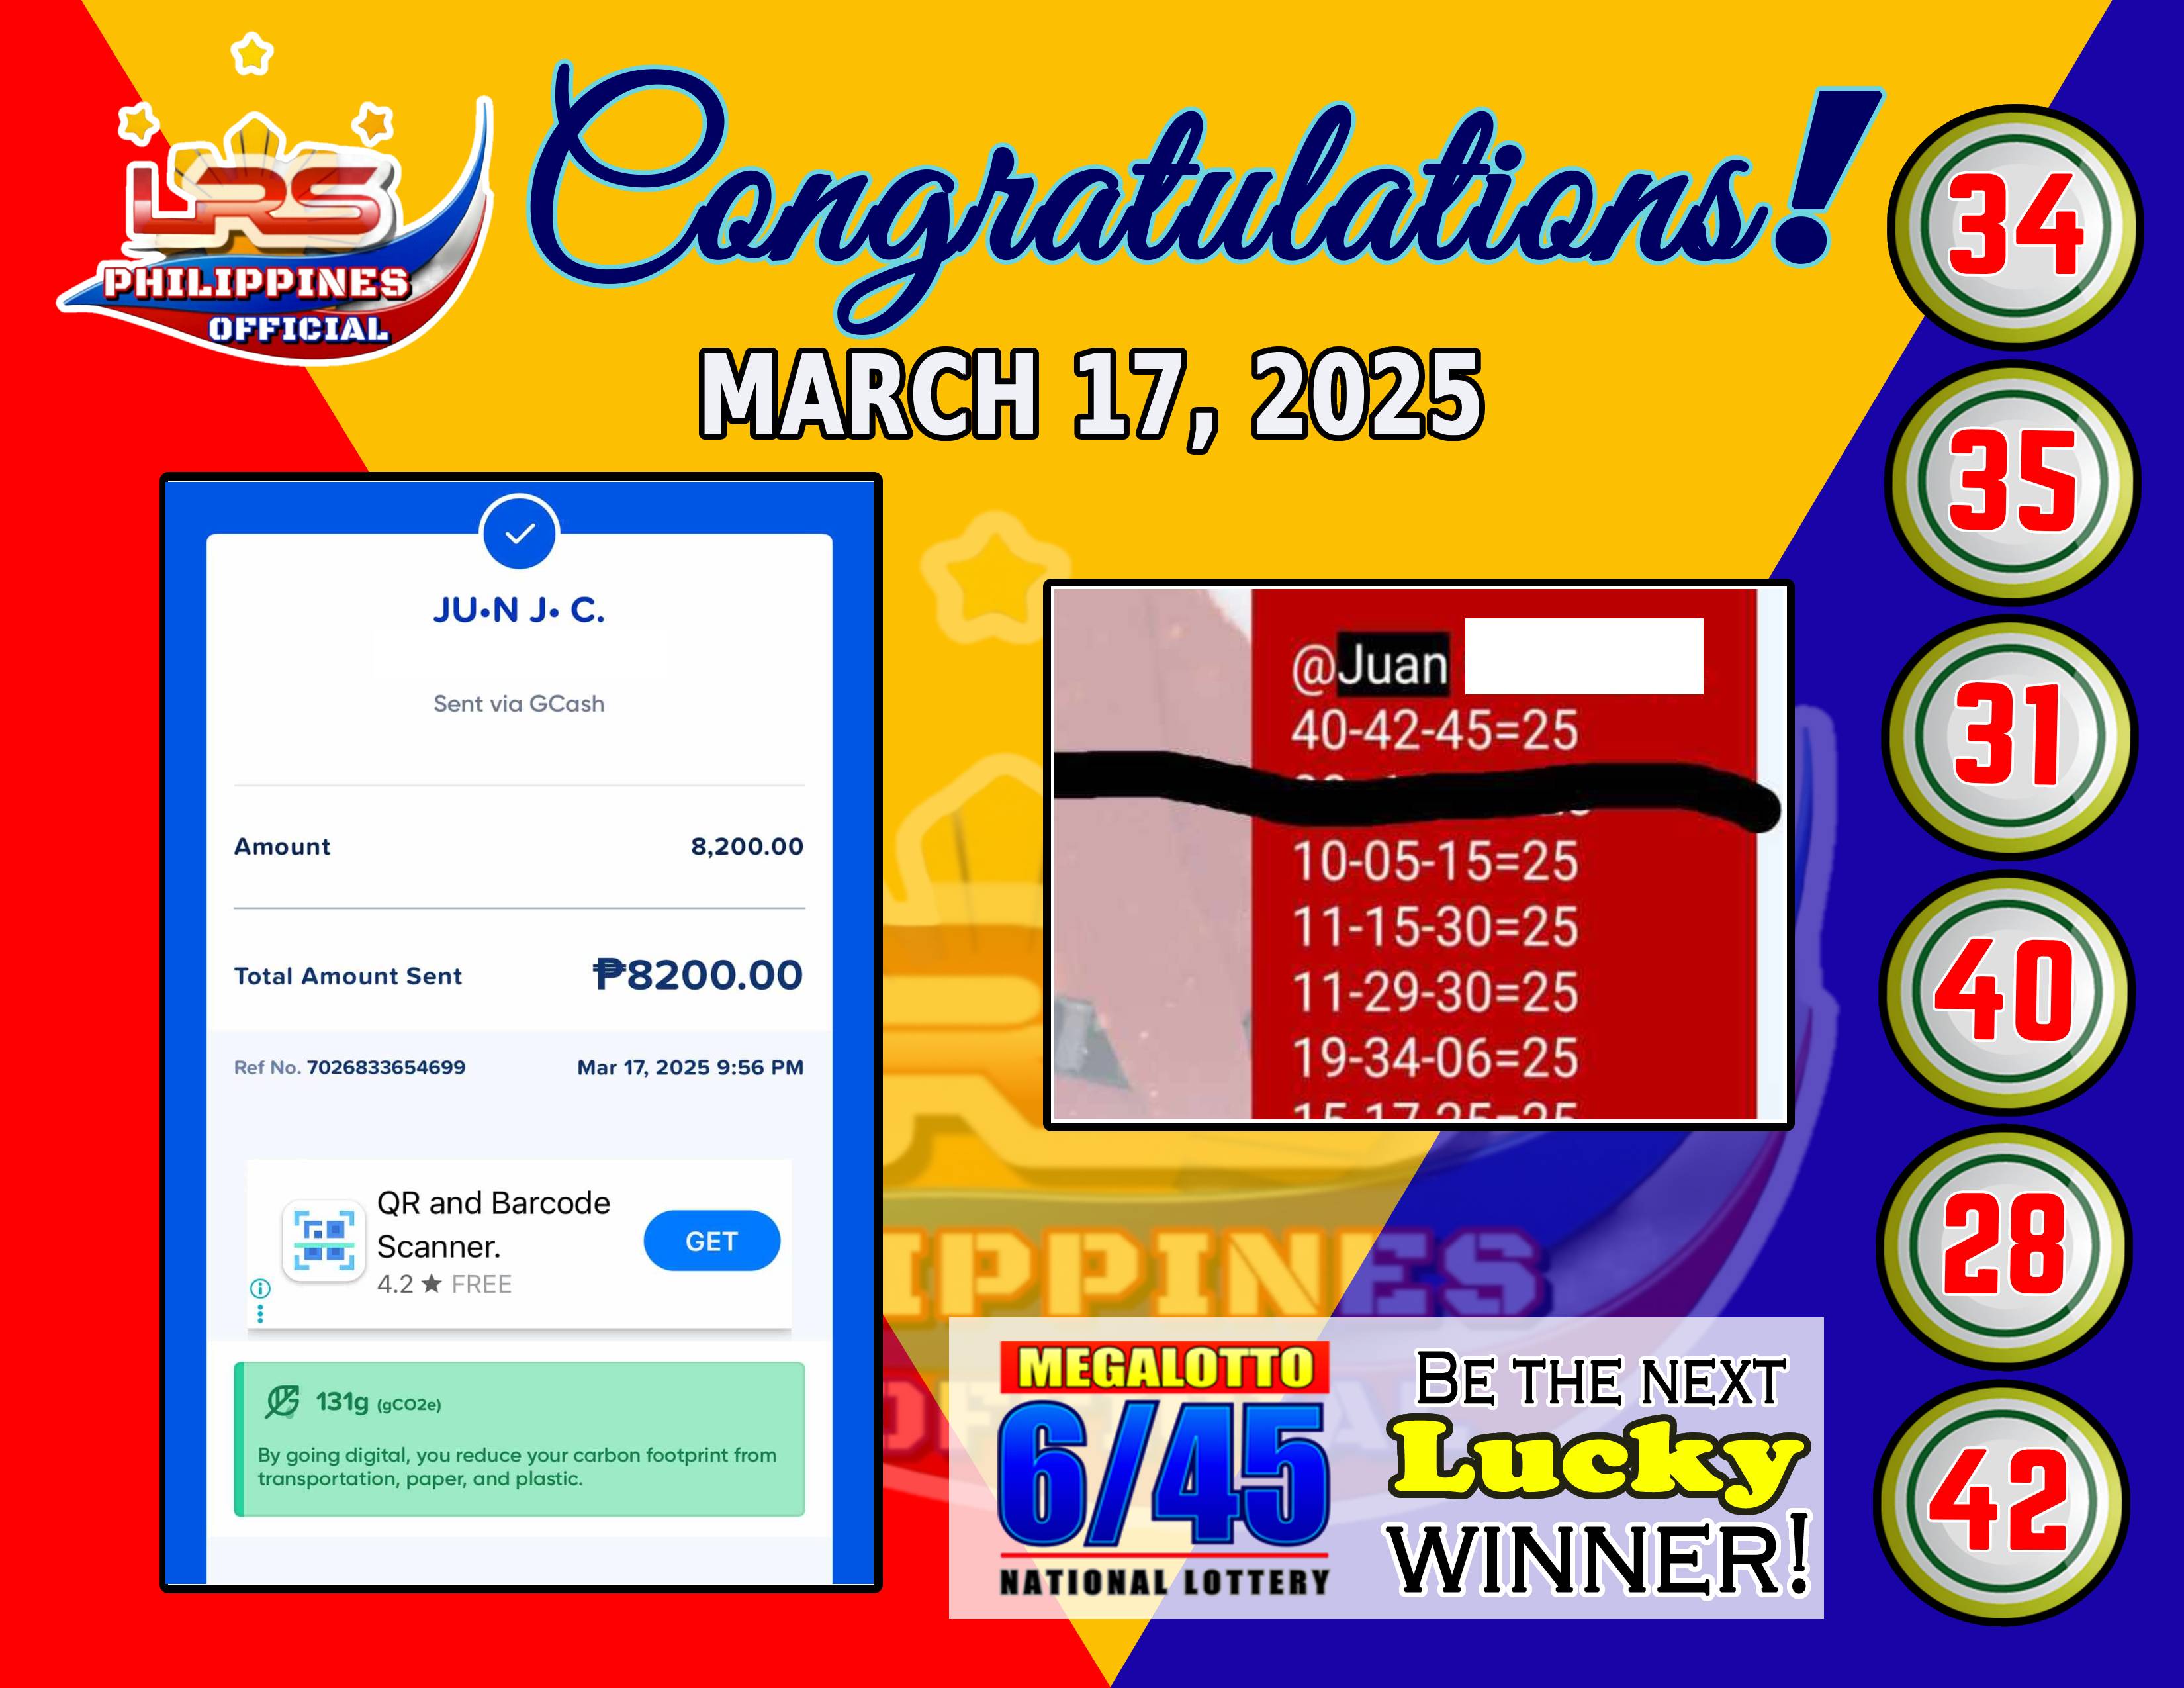 LRS
PHILIPPINES
OFFICIAL
Congratulations!
MARCH 17, 2025
JU•N J• C.
Sent via GCash
Amount 8,200.00
Total Amount Sent ₱8200.00
Ref No. 7026833654699 Mar 17, 2025 9:56 PM
QR and Barcode
Scanner.
4.2 ★ FREE
GET
131g (gCO2e)
By going digital, you reduce your carbon footprint from
transportation, paper, and plastic.
@Juan
40-42-45=25
10-05-15=25
11-15-30=25
11-29-30=25
19-34-06=25
MEGALOTTO
6/45
NATIONAL LOTTERY
BE THE NEXT
Lucky
WINNER!
34
35
31
40
28
42